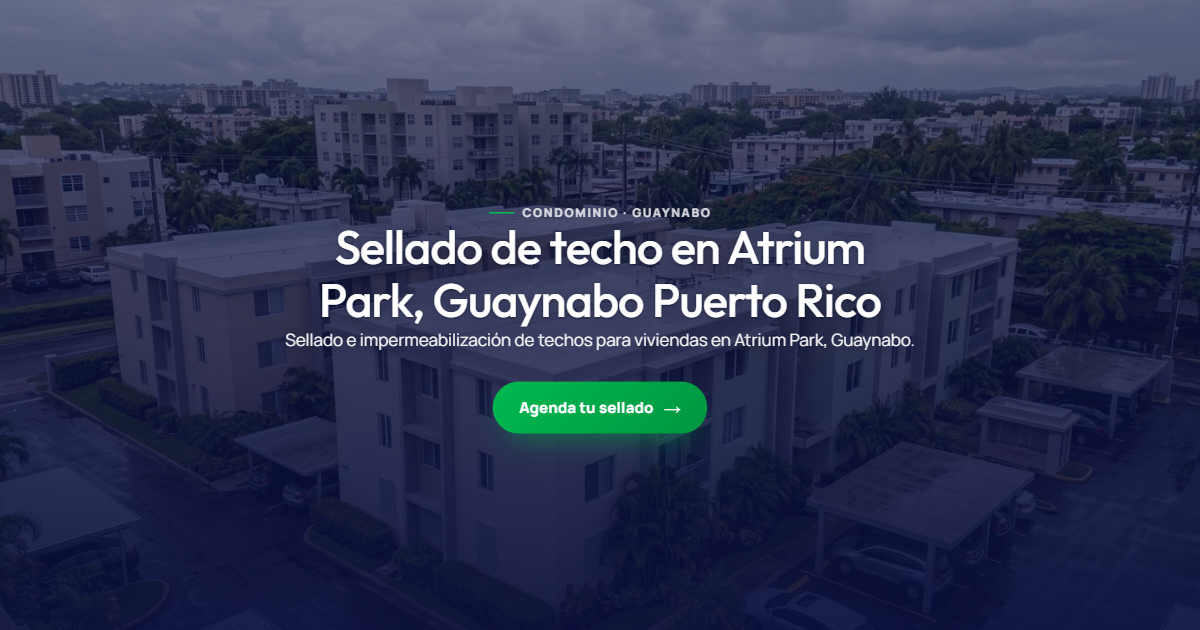 CONDOMINIO · GUAYNABO
Sellado de techo en Atrium
Park, Guaynabo Puerto Rico
Sellado e impermeabilización de techos para viviendas en Atrium Park, Guaynabo.
Agenda tu sellado →